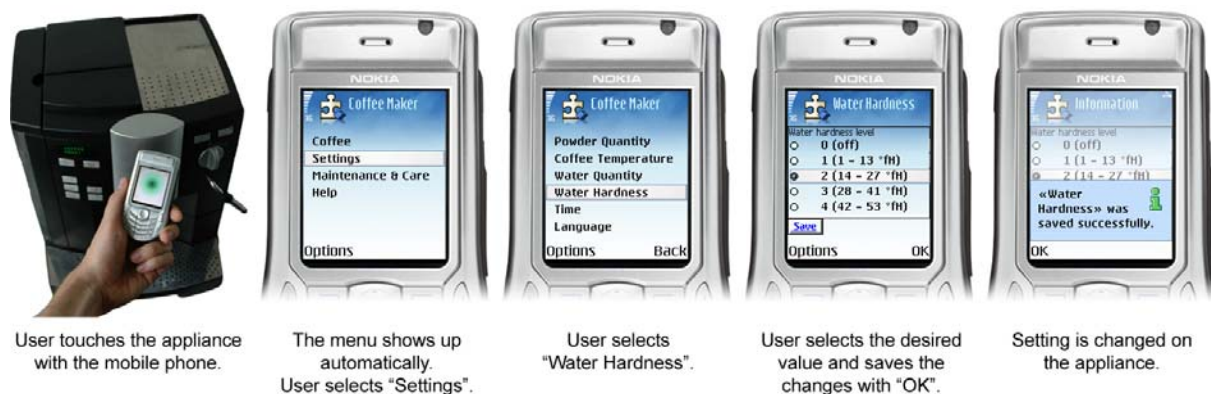 NOKIA
3G
Coffee Maker
Coffee
Settings
Maintenance & Care
Help
Options
NOKIA
3G
Coffee Maker
Powder Quantity
Coffee Temperature
Water Quantity
Water Hardness
Time
Language
Options Back
NOKIA
3G
Water Hardness
Water hardness level
0 (off)
1 (1 - 13 °fH)
2 (14 - 27 °fH)
3 (28 - 41 °fH)
4 (42 - 53 °fH)
Save
Options OK
NOKIA
3G
Information
Water hardness level
0 (off)
1 (1 - 13 °fH)
2 (14 - 27 °fH)
«Water
Hardness» was
saved successfully.
OK
User touches the appliance
with the mobile phone.
The menu shows up
automatically.
User selects “Settings”.
User selects
“Water Hardness”.
User selects the desired
value and saves the
changes with “OK”.
Setting is changed on
the appliance.